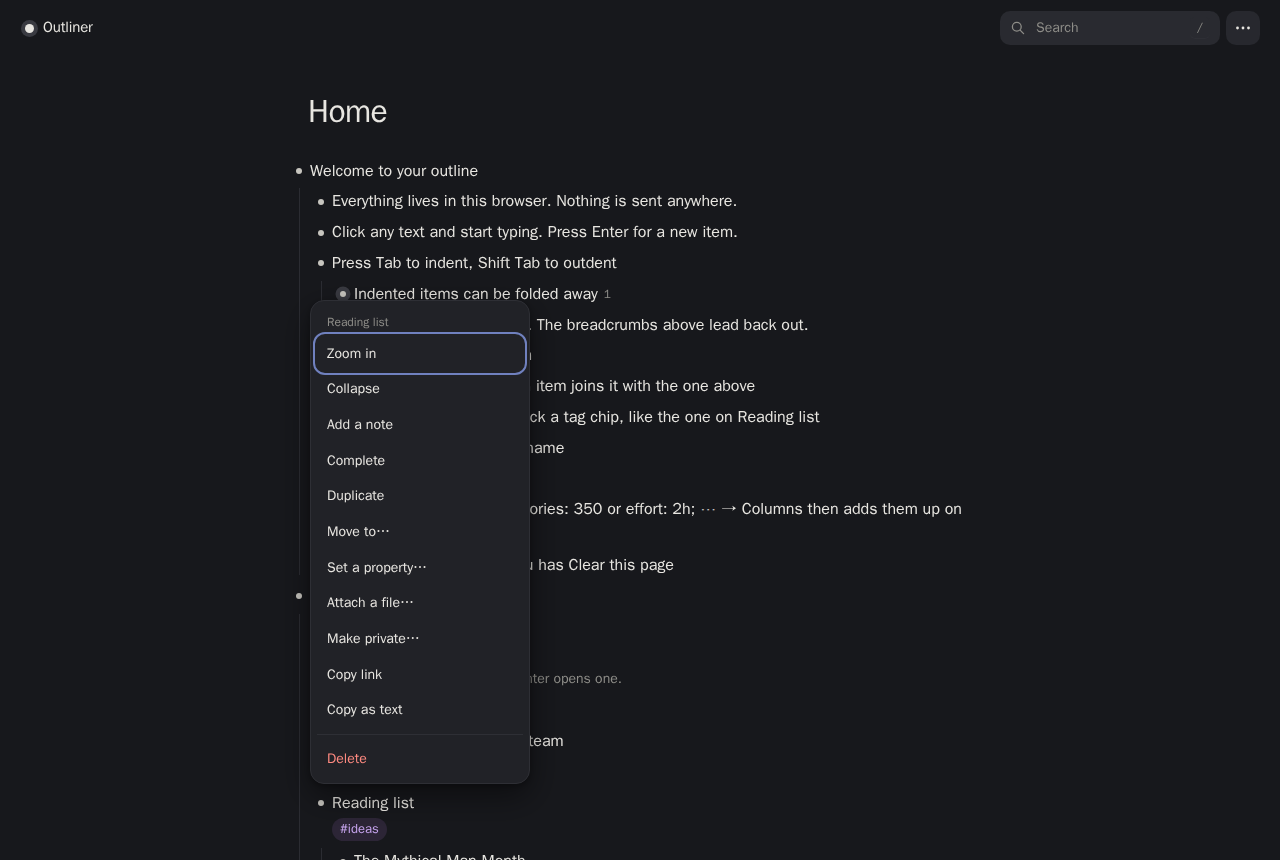 Outliner
Search /
Home
Welcome to your outline
Everything lives in this browser. Nothing is sent anywhere.
Click any text and start typing. Press Enter for a new item.
Press Tab to indent, Shift Tab to outdent
Indented items can be folded away 1
. The breadcrumbs above lead back out.
item joins it with the one above
a tag chip, like the one on Reading list
350 or effort: 2h; ··· → Columns then adds them up on
has Clear this page
opens one.
Reading list
Zoom in
Collapse
Add a note
Complete
Duplicate
Move to···
Set a property···
Attach a file···
Make private···
Copy link
Copy as text
Delete
Reading list
#ideas
The Mythical Man-Month